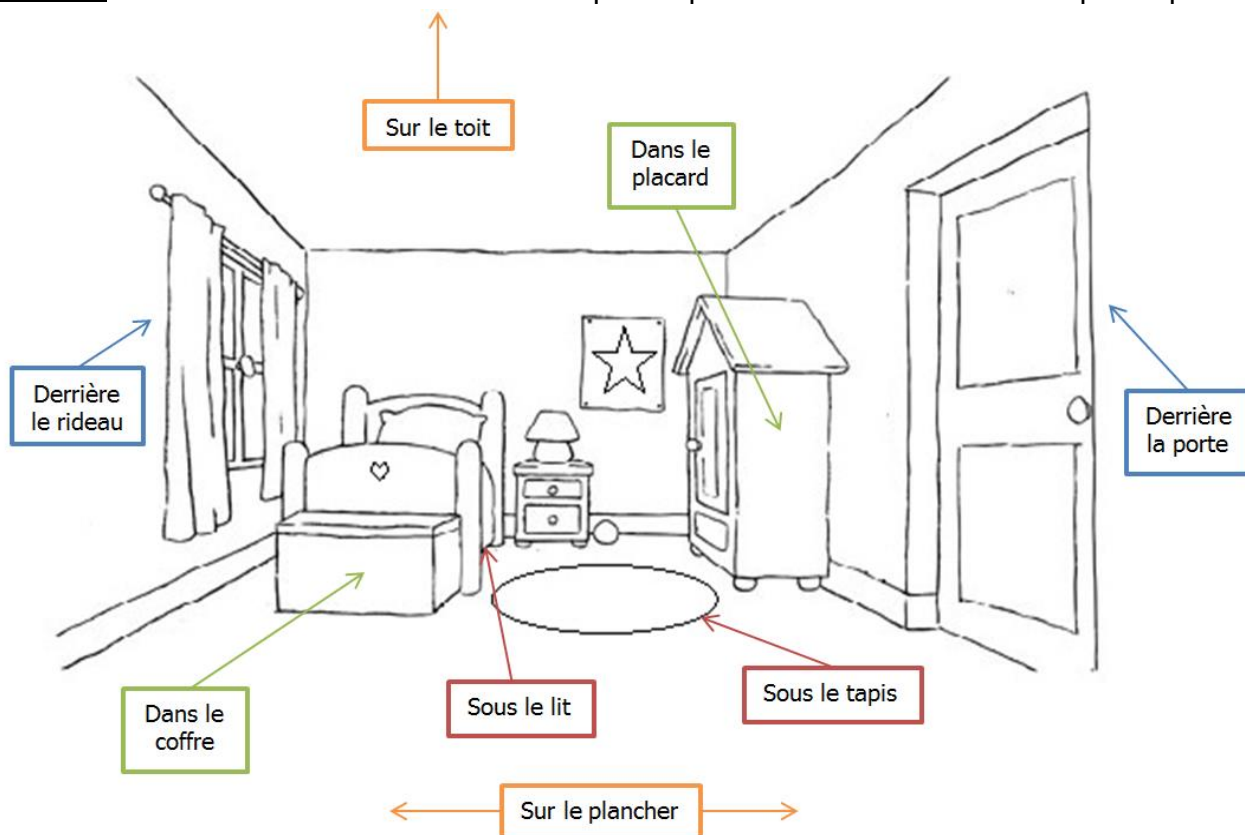 Sur le toit
Dans le
placard
Derrière
le rideau
Derrière
la porte
Dans le
coffre
Sous le lit
Sous le tapis
Sur le plancher